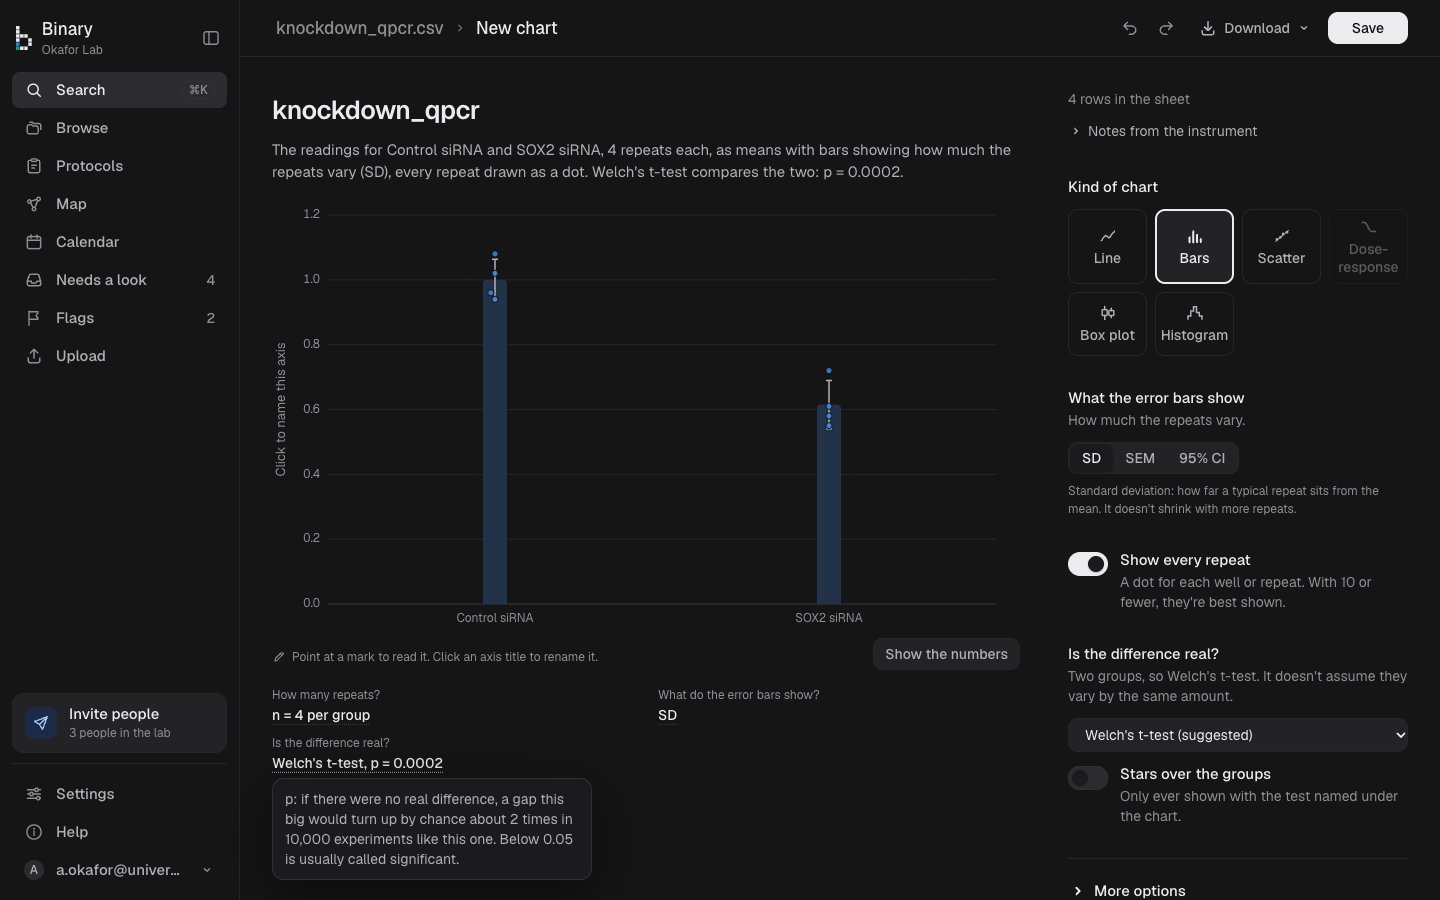 Binary
Okafor Lab
Search ⌘K
Browse
Protocols
Map
Calendar
Needs a look 4
Flags 2
Upload
Invite people
3 people in the lab
Settings
Help
A a.okafor@univer...
knockdown_qpcr.csv › New chart
Download
Save
knockdown_qpcr
The readings for Control siRNA and SOX2 siRNA, 4 repeats each, as means with bars showing how much the
repeats vary (SD), every repeat drawn as a dot. Welch's t-test compares the two: p = 0.0002.
Click to name this axis
1.2
1.0
0.8
0.6
0.4
0.2
0.0
Control siRNA
SOX2 siRNA
Point at a mark to read it. Click an axis title to rename it.
Show the numbers
How many repeats?
n = 4 per group
What do the error bars show?
SD
Is the difference real?
Welch's t-test, p = 0.0002
p: if there were no real difference, a gap this
big would turn up by chance about 2 times in
10,000 experiments like this one. Below 0.05
is usually called significant.
4 rows in the sheet
Notes from the instrument
Kind of chart
Line
Bars
Scatter
Dose-
response
Box plot
Histogram
What the error bars show
How much the repeats vary.
SD SEM 95% CI
Standard deviation: how far a typical repeat sits from the
mean. It doesn't shrink with more repeats.
Show every repeat
A dot for each well or repeat. With 10 or
fewer, they're best shown.
Is the difference real?
Two groups, so Welch's t-test. It doesn't assume they
vary by the same amount.
Welch's t-test (suggested)
Stars over the groups
Only ever shown with the test named under
the chart.
More options